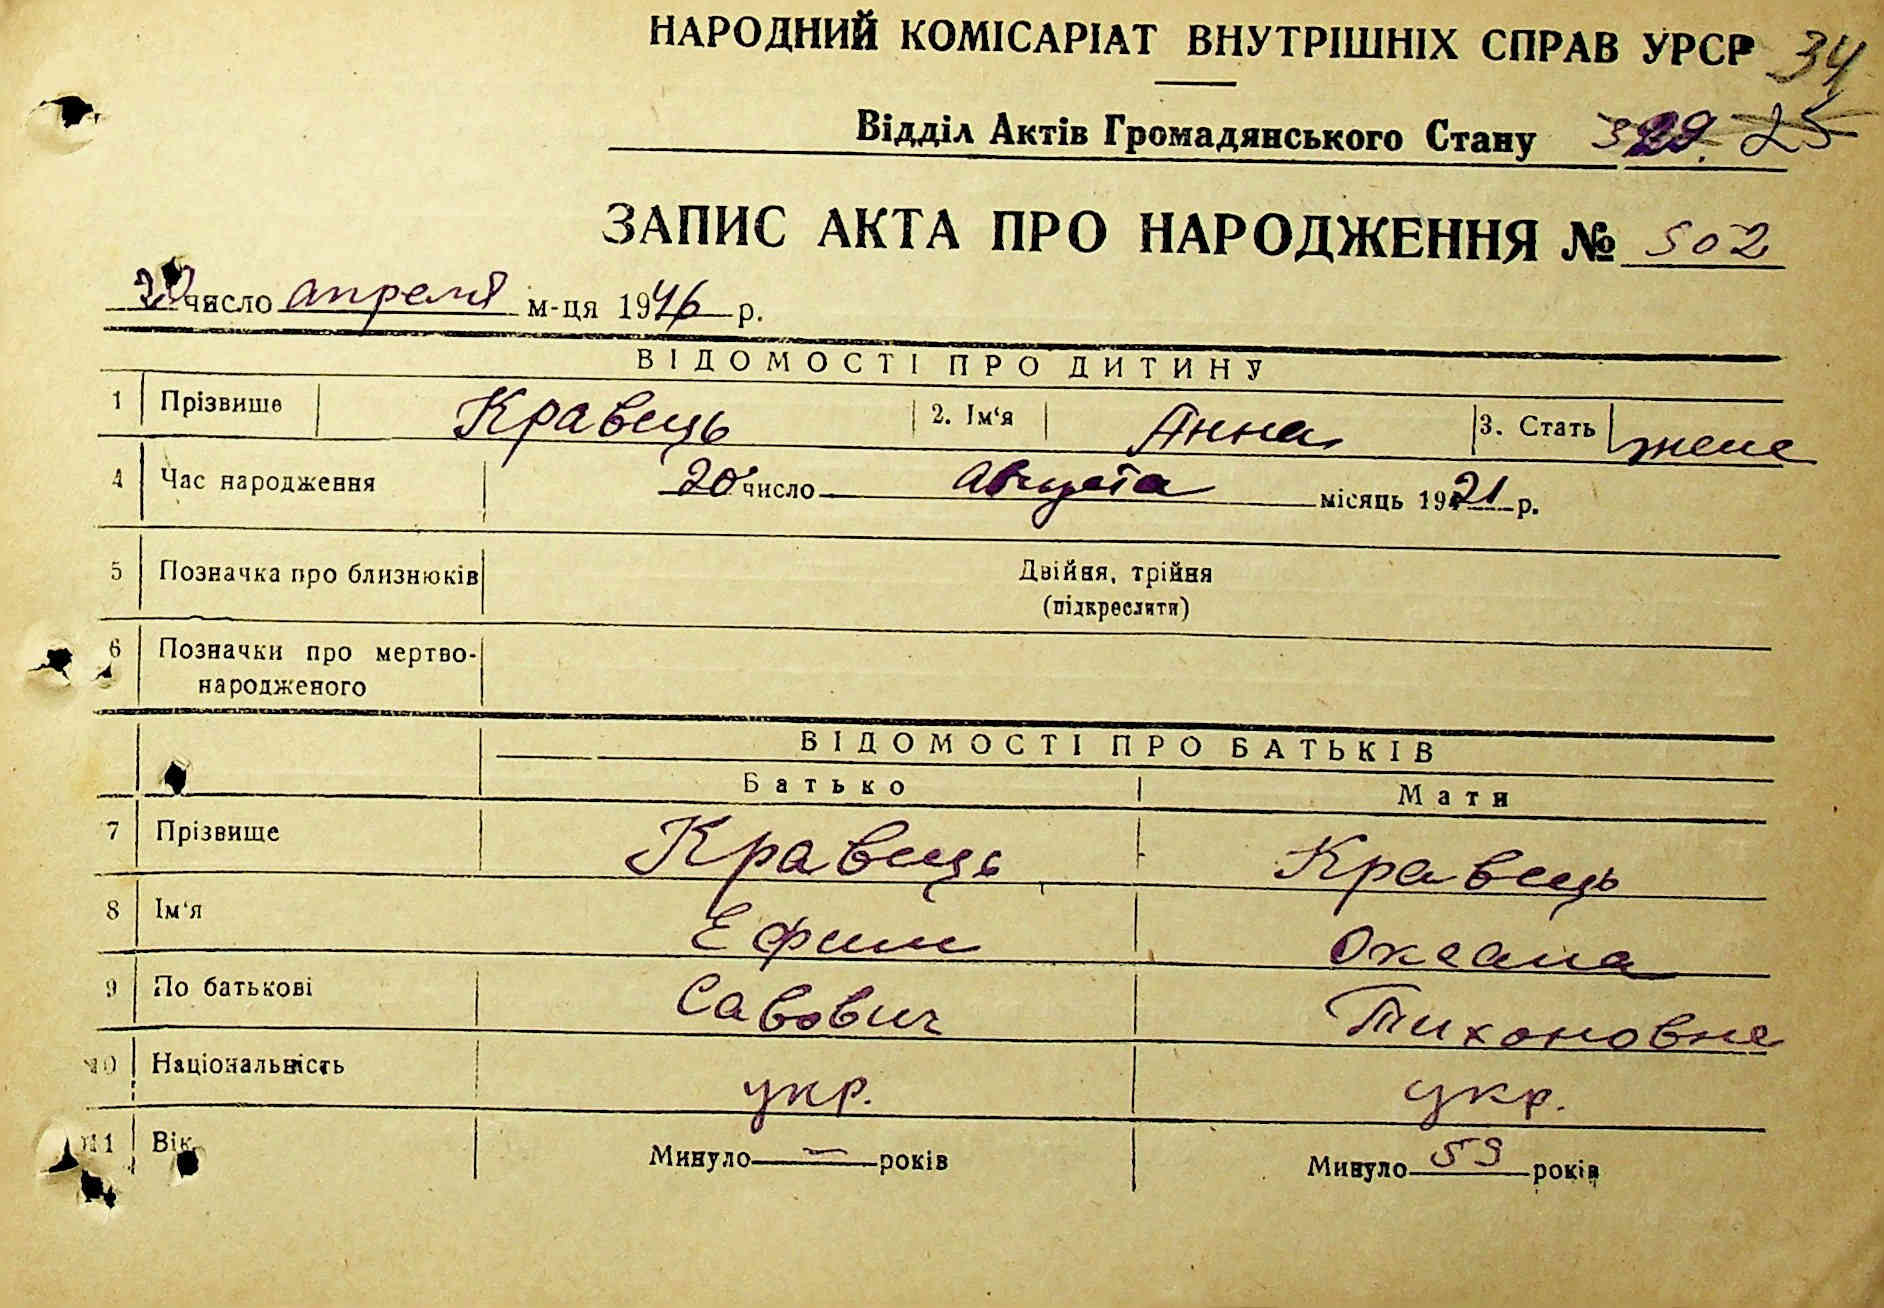 НАРОДНИЙ КОМІСАРІАТ ВНУТРІШНІХ СПРАВ УРСР 34
Відділ Актів Громадянського Стану 25
ЗАПИС АКТА ПРО НАРОДЖЕННЯ № 502
число апреля м-ця 1946 р.
ВІДОМОСТІ ПРО ДИТИНУ
1 Прізвище Кравець 2. Ім'я Анна 3. Стать жене
4 Час народження 20 число августа місяць 1921 р.
5 Позначка про близнюків Двійня, трійня
(підкреслити)
6 Позначки про мертво-
народженого
ВІДОМОСТІ ПРО БАТЬКІВ
Батько Мати
7 Прізвище Кравець Кравець
8 Ім'я Ефим Оксана
9 По батькові Савович Тихоновна
10 Національність укр. укр.
11 Вік Минуло — років Минуло 59 років